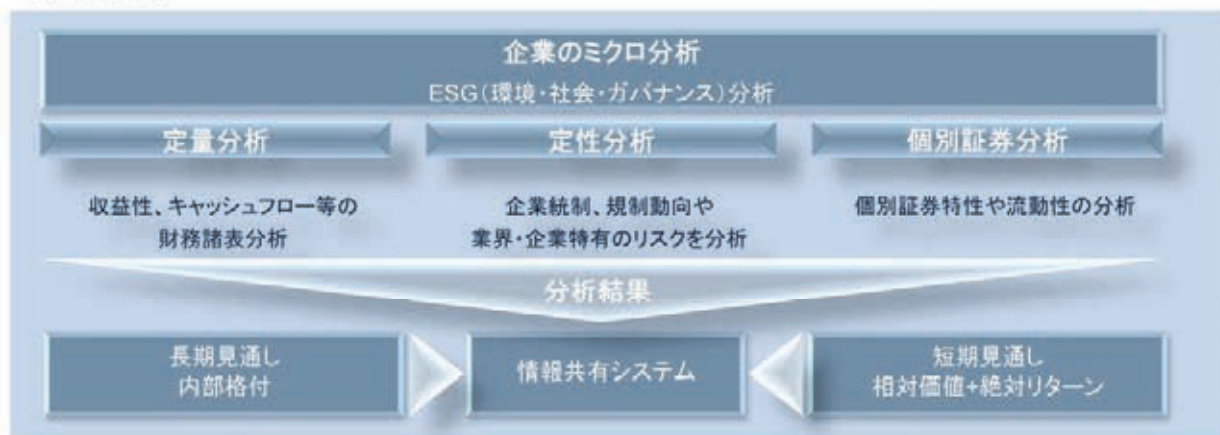 企業のミクロ分析
ESG(環境・社会・ガバナンス)分析
定量分析
定性分析
個別証券分析
収益性、キャッシュフロー等の
財務諸表分析
企業統制、規制動向や
業界・企業特有のリスクを分析
個別証券特性や流動性の分析
分析結果
長期見通し
内部格付
情報共有システム
短期見通し
相対価値+絶対リターン